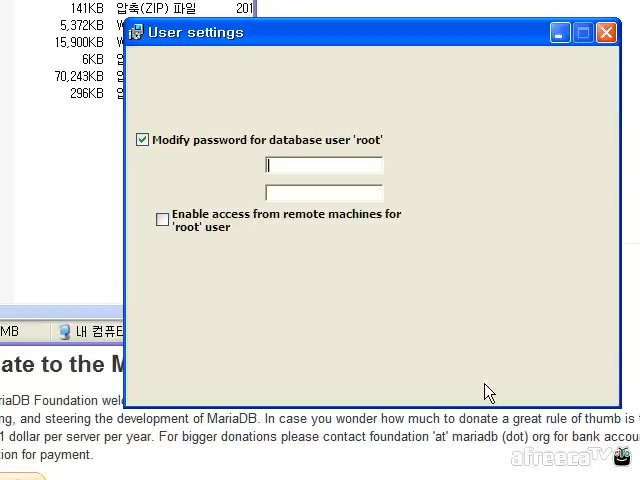 141KB 압축(ZIP) 파일 201
5,372KB
15,900KB
6KB
70,243KB
296KB
User settings
Modify password for database user 'root'
Enable access from remote machines for
'root' user
MB 내 컴퓨터
ate to the M
riaDB Foundation wel
ng, and steering the development of MariaDB. In case you wonder how much to donate a great rule of thumb is t
1 dollar per server per year. For bigger donations please contact foundation 'at' mariadb (dot) org for bank accou
tion for payment.
afreecaTV